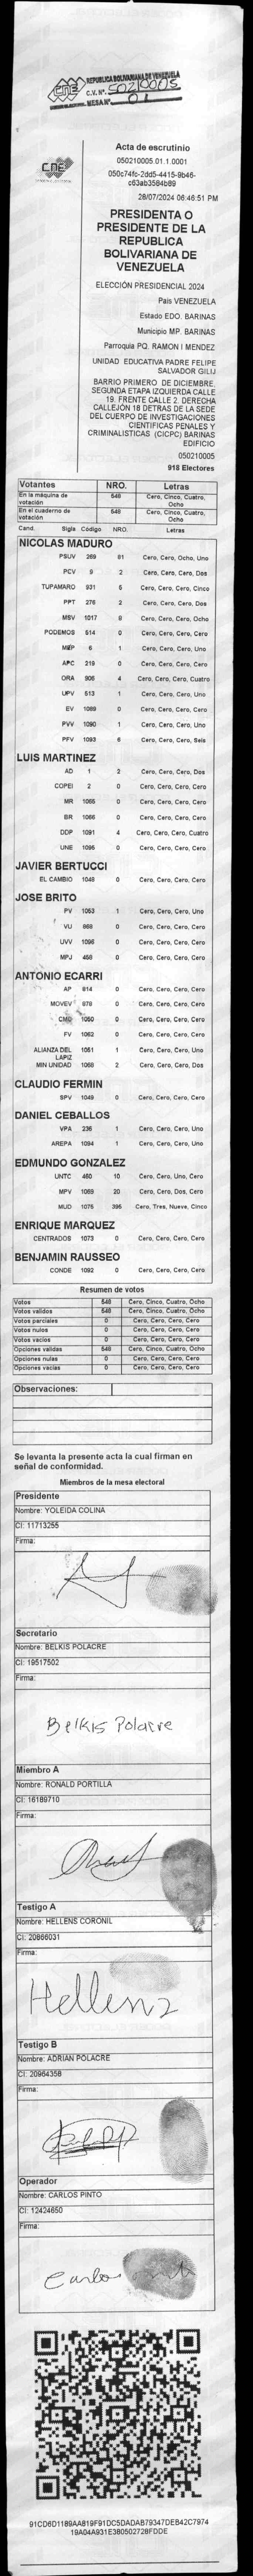 REPUBLICA BOLIVARIANA DE VENEZUELA
CNE
C.V. N°. 50210005
MESA N°. 01
CNE
Acta de escrutinio
050210005.01.1.0001
050c74fc-2dd5-4415-9b46-
c63ab3584b89
28/07/2024 06:46:51 PM
PRESIDENTA O
PRESIDENTE DE LA
REPUBLICA
BOLIVARIANA DE
VENEZUELA
ELECCIÓN PRESIDENCIAL 2024
País VENEZUELA
Estado EDO. BARINAS
Municipio MP. BARINAS
Parroquia PQ. RAMON I MENDEZ
UNIDAD EDUCATIVA PADRE FELIPE
SALVADOR GILIJ
BARRIO PRIMERO DE DICIEMBRE.
SEGUNDA ETAPA IZQUIERDA CALLE
19. FRENTE CALLE 2. DERECHA
CALLEJÓN 18 DETRAS DE LA SEDE
DEL CUERPO DE INVESTIGACIONES
CIENTIFICAS PENALES Y
CRIMINALISTICAS (CICPC) BARINAS
EDIFICIO
050210005
918 Electores
Votantes NRO. Letras
En la máquina de votación 548 Cero, Cinco, Cuatro, Ocho
En el cuaderno de votación 548 Cero, Cinco, Cuatro, Ocho
Cand. Sigla Código NRO. Letras
NICOLAS MADURO
PSUV 269 81 Cero, Cero, Ocho, Uno
PCV 9 2 Cero, Cero, Cero, Dos
TUPAMARO 931 5 Cero, Cero, Cero, Cinco
PPT 276 2 Cero, Cero, Cero, Dos
MSV 1017 8 Cero, Cero, Cero, Ocho
PODEMOS 514 0 Cero, Cero, Cero, Cero
MEP 6 1 Cero, Cero, Cero, Uno
APC 219 0 Cero, Cero, Cero, Cero
ORA 906 4 Cero, Cero, Cero, Cuatro
UPV 513 1 Cero, Cero, Cero, Uno
EV 1089 0 Cero, Cero, Cero, Cero
PVV 1090 1 Cero, Cero, Cero, Uno
PFV 1093 6 Cero, Cero, Cero, Seis
LUIS MARTINEZ
AD 1 2 Cero, Cero, Cero, Dos
COPEI 2 0 Cero, Cero, Cero, Cero
MR 1065 0 Cero, Cero, Cero, Cero
BR 1066 0 Cero, Cero, Cero, Cero
DDP 1091 4 Cero, Cero, Cero, Cuatro
UNE 1095 0 Cero, Cero, Cero, Cero
JAVIER BERTUCCI
EL CAMBIO 1048 0 Cero, Cero, Cero, Cero
JOSE BRITO
PV 1053 1 Cero, Cero, Cero, Uno
VU 868 0 Cero, Cero, Cero, Cero
UVV 1096 0 Cero, Cero, Cero, Cero
MPJ 458 0 Cero, Cero, Cero, Cero
ANTONIO ECARRI
AP 814 0 Cero, Cero, Cero, Cero
MOVEV 878 0 Cero, Cero, Cero, Cero
CMC 1050 0 Cero, Cero, Cero, Cero
FV 1062 0 Cero, Cero, Cero, Cero
ALIANZA DEL LAPIZ 1051 1 Cero, Cero, Cero, Uno
MIN UNIDAD 1068 2 Cero, Cero, Cero, Dos
CLAUDIO FERMIN
SPV 1049 0 Cero, Cero, Cero, Cero
DANIEL CEBALLOS
VPA 236 1 Cero, Cero, Cero, Uno
AREPA 1094 1 Cero, Cero, Cero, Uno
EDMUNDO GONZALEZ
UNTC 460 10 Cero, Cero, Uno, Cero
MPV 1069 20 Cero, Cero, Dos, Cero
MUD 1075 395 Cero, Tres, Nueve, Cinco
ENRIQUE MARQUEZ
CENTRADOS 1073 0 Cero, Cero, Cero, Cero
BENJAMIN RAUSSEO
CONDE 1092 0 Cero, Cero, Cero, Cero
Resumen de votos
Votos 548 Cero, Cinco, Cuatro, Ocho
Votos validos 548 Cero, Cinco, Cuatro, Ocho
Votos parciales 0 Cero, Cero, Cero, Cero
Votos nulos 0 Cero, Cero, Cero, Cero
Votos vacios 0 Cero, Cero, Cero, Cero
Opciones validas 548 Cero, Cinco, Cuatro, Ocho
Opciones nulas 0 Cero, Cero, Cero, Cero
Opciones vacias 0 Cero, Cero, Cero, Cero
Observaciones:
Se levanta la presente acta la cual firman en
señal de conformidad.
Miembros de la mesa electoral
Presidente
Nombre: YOLEIDA COLINA
CI: 11713255
Firma:
Secretario
Nombre: BELKIS POLACRE
CI: 19517502
Firma:
Belkis Polacre
Miembro A
Nombre: RONALD PORTILLA
CI: 16189710
Firma:
Testigo A
Nombre: HELLENS CORONIL
CI: 20866031
Firma:
Hellens
Testigo B
Nombre: ADRIAN POLACRE
CI: 20964358
Firma:
Operador
Nombre: CARLOS PINTO
CI: 12424650
Firma:
Carlos
91CD6D1189AA819F91DC5DADAB79347DEB42C7974
19A04A931E380502728FDDE